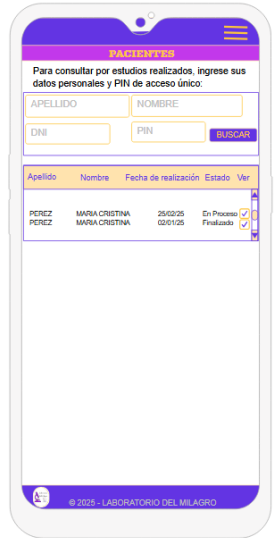 PACIENTES
Para consultar por estudios realizados, ingrese sus
datos personales y PIN de acceso único:
APELLIDO NOMBRE
DNI PIN BUSCAR
Apellido Nombre Fecha de realización Estado Ver
PEREZ MARIA CRISTINA 25/02/25 En Proceso
PEREZ MARIA CRISTINA 02/01/25 Finalizado
© 2025 - LABORATORIO DEL MILAGRO